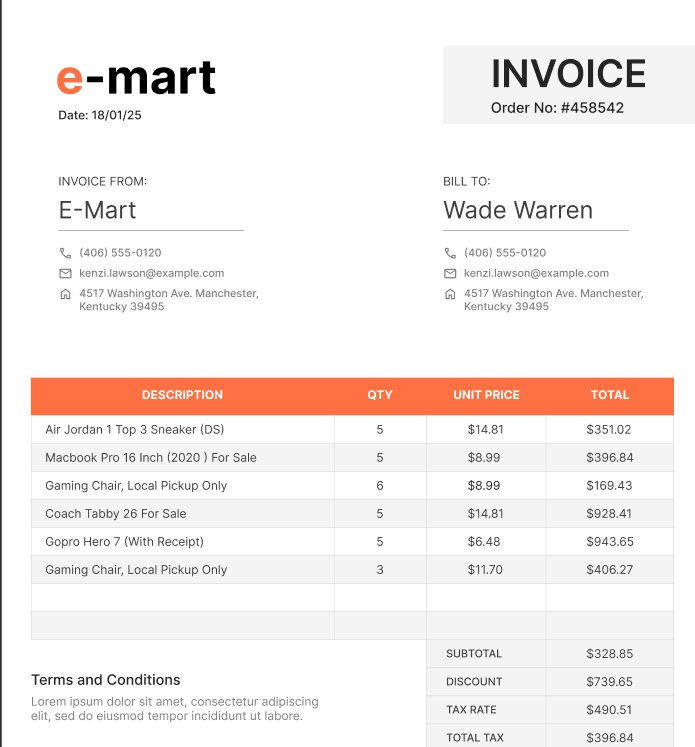 e-mart
INVOICE
Date: 18/01/25
Order No: #458542
INVOICE FROM:
E-Mart
(406) 555-0120
kenzi.lawson@example.com
4517 Washington Ave. Manchester,
Kentucky 39495
BILL TO:
Wade Warren
(406) 555-0120
kenzi.lawson@example.com
4517 Washington Ave. Manchester,
Kentucky 39495
DESCRIPTION QTY UNIT PRICE TOTAL
Air Jordan 1 Top 3 Sneaker (DS) 5 $14.81 $351.02
Macbook Pro 16 Inch (2020 ) For Sale 5 $8.99 $396.84
Gaming Chair, Local Pickup Only 6 $8.99 $169.43
Coach Tabby 26 For Sale 5 $14.81 $928.41
Gopro Hero 7 (With Receipt) 5 $6.48 $943.65
Gaming Chair, Local Pickup Only 3 $11.70 $406.27
SUBTOTAL $328.85
DISCOUNT $739.65
TAX RATE $490.51
TOTAL TAX $396.84
Terms and Conditions
Lorem ipsum dolor sit amet, consectetur adipiscing
elit, sed do eiusmod tempor incididunt ut labore.